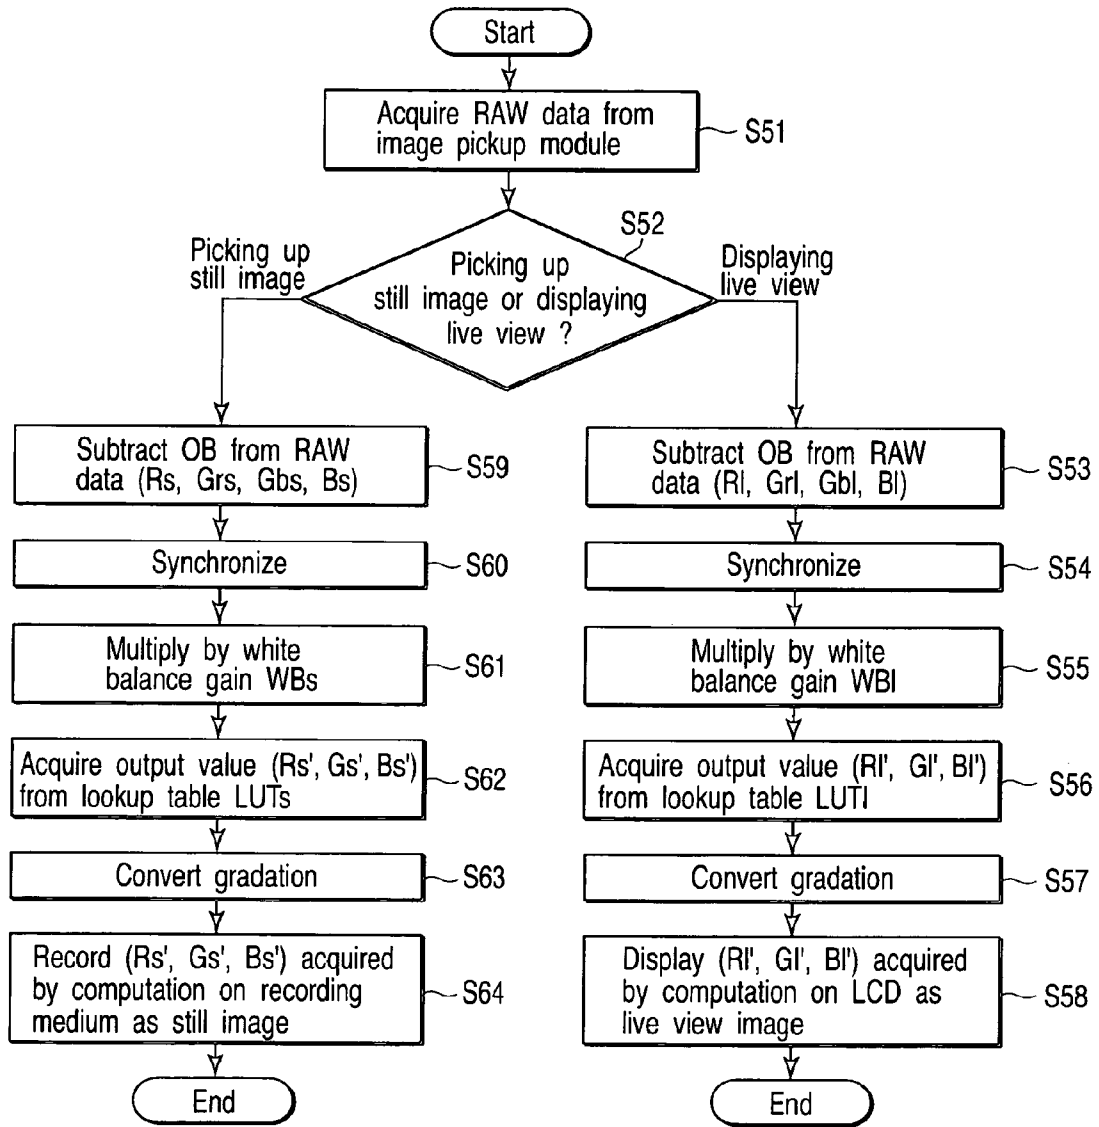 Start
Acquire RAW data from
image pickup module
S51
S52
Picking up
still image or displaying
live view ?
Picking up
still image
Displaying
live view
Subtract OB from RAW
data (Rs, Grs, Gbs, Bs)
S59
Synchronize
S60
Multiply by white
balance gain WBs
S61
Acquire output value (Rs', Gs', Bs')
from lookup table LUTs
S62
Convert gradation
S63
Record (Rs', Gs', Bs') acquired
by computation on recording
medium as still image
S64
End
Subtract OB from RAW
data (Rl, Grl, Gbl, Bl)
S53
Synchronize
S54
Multiply by white
balance gain WBl
S55
Acquire output value (Rl', Gl', Bl')
from lookup table LUTl
S56
Convert gradation
S57
Display (Rl', Gl', Bl') acquired
by computation on LCD as
live view image
S58
End